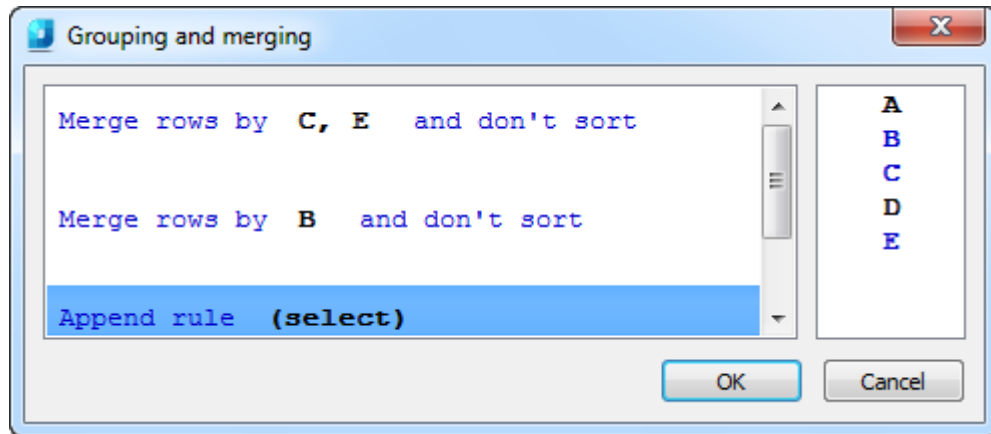 Grouping and merging
Merge rows by C, E and don't sort
Merge rows by B and don't sort
Append rule (select)
A
B
C
D
E
OK
Cancel